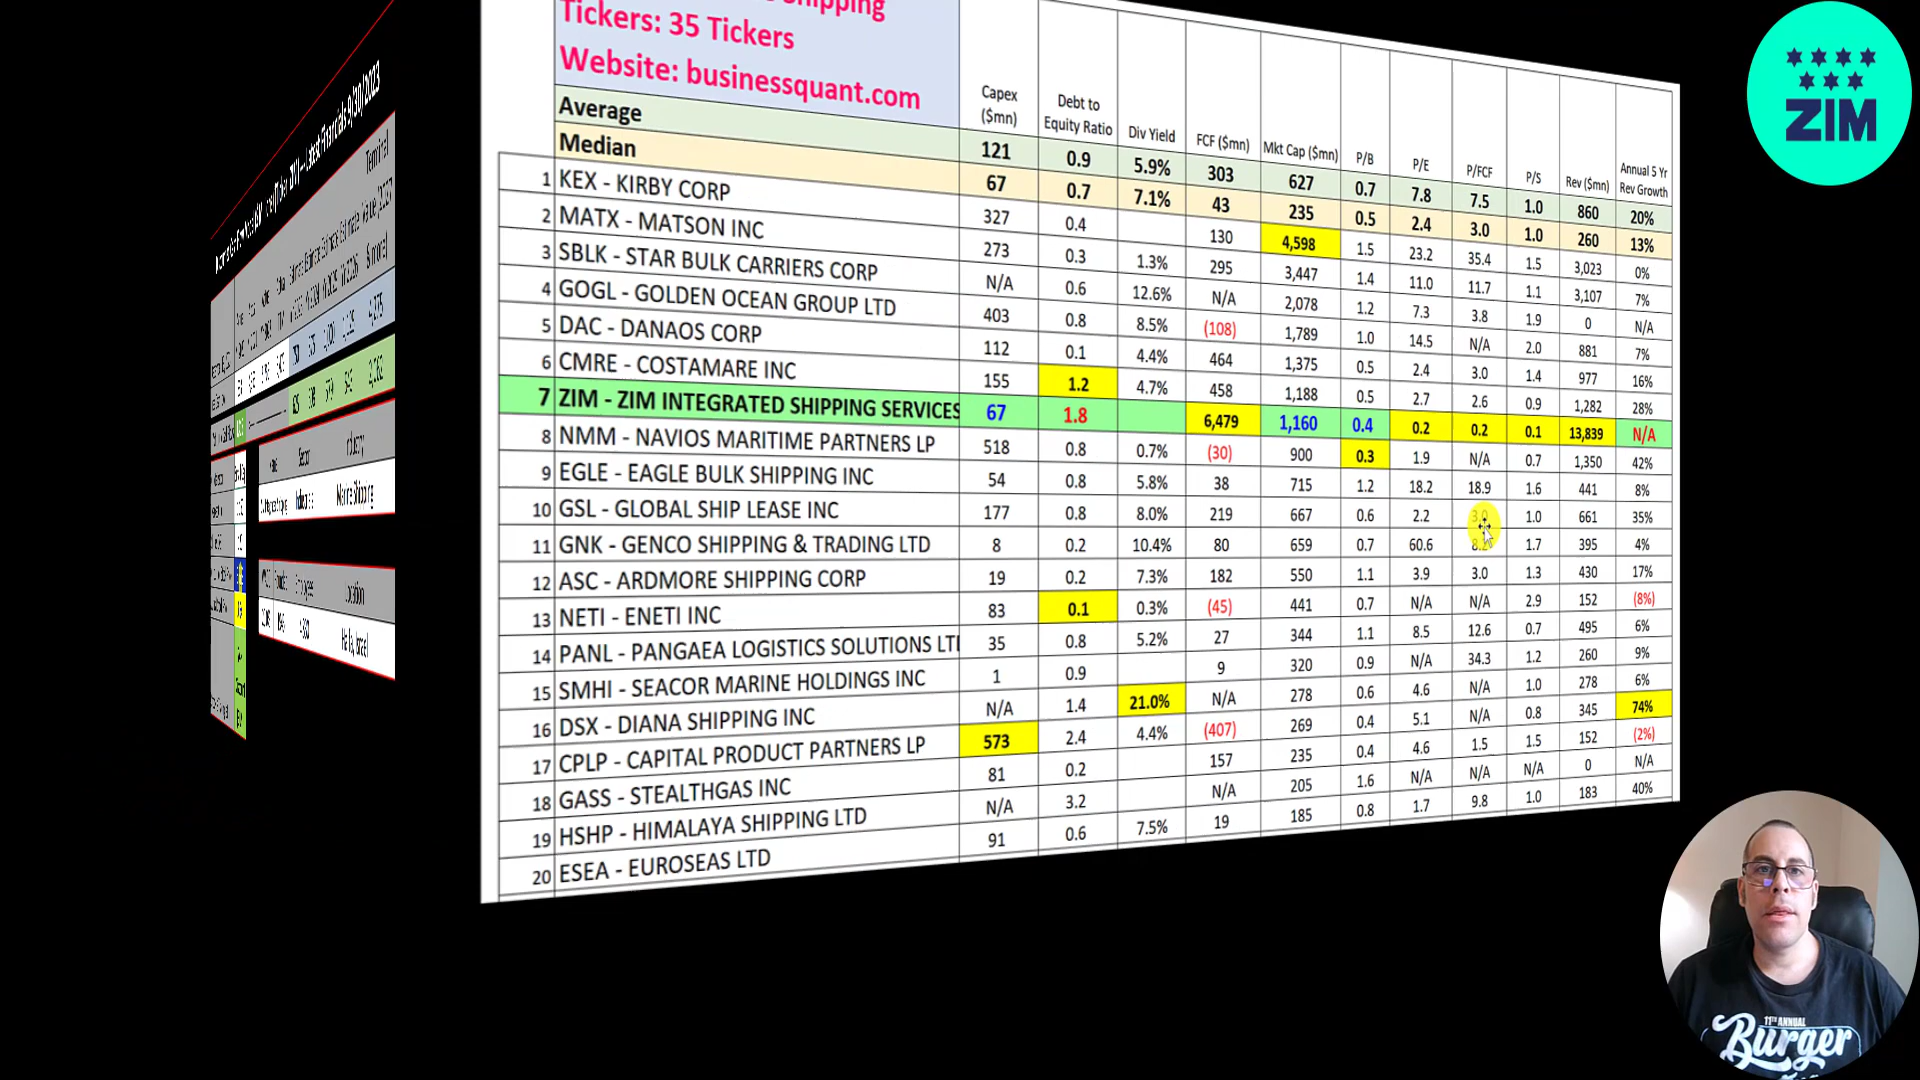 Shipping
Tickers: 35 Tickers
Website: businessquant.com
Capex ($mn) Debt to Equity Ratio Div Yield FCF ($mn) Mkt Cap ($mn) P/B P/E P/FCF P/S Rev ($mn) Annual 5 Yr Rev Growth
Average 121 0.9 5.9% 303 627 0.7 7.8 7.5 1.0 860 20%
Median 67 0.7 7.1% 43 235 0.5 2.4 3.0 1.0 260 13%
1 KEX - KIRBY CORP 327 0.4 130 4,598 1.5 23.2 35.4 1.5 3,023 0%
2 MATX - MATSON INC 273 0.3 1.3% 295 3,447 1.4 11.0 11.7 1.1 3,107 7%
3 SBLK - STAR BULK CARRIERS CORP N/A 0.6 12.6% N/A 2,078 1.2 7.3 3.8 1.9 0 N/A
4 GOGL - GOLDEN OCEAN GROUP LTD 403 0.8 8.5% (108) 1,789 1.0 14.5 N/A 2.0 881 7%
5 DAC - DANAOS CORP 112 0.1 4.4% 464 1,375 0.5 2.4 3.0 1.4 977 16%
6 CMRE - COSTAMARE INC 155 1.2 4.7% 458 1,188 0.5 2.7 2.6 0.9 1,282 28%
7 ZIM - ZIM INTEGRATED SHIPPING SERVICES 67 1.8 6,479 1,160 0.4 0.2 0.2 0.1 13,839 N/A
8 NMM - NAVIOS MARITIME PARTNERS LP 518 0.8 0.7% (30) 900 0.3 1.9 N/A 0.7 1,350 42%
9 EGLE - EAGLE BULK SHIPPING INC 54 0.8 5.8% 38 715 1.2 18.2 18.9 1.6 441 8%
10 GSL - GLOBAL SHIP LEASE INC 177 0.8 8.0% 219 667 0.6 2.2 3.0 1.0 661 35%
11 GNK - GENCO SHIPPING & TRADING LTD 8 0.2 10.4% 80 659 0.7 60.6 1.7 395 4%
12 ASC - ARDMORE SHIPPING CORP 19 0.2 7.3% 182 550 1.1 3.9 3.0 1.3 430 17%
13 NETI - ENETI INC 83 0.1 0.3% (45) 441 0.7 N/A N/A 2.9 152 (8%)
14 PANL - PANGAEA LOGISTICS SOLUTIONS LTD 35 0.8 5.2% 27 344 1.1 8.5 12.6 0.7 495 6%
15 SMHI - SEACOR MARINE HOLDINGS INC 1 0.9 9 320 0.9 N/A 34.3 1.2 260 9%
16 DSX - DIANA SHIPPING INC N/A 1.4 21.0% N/A 278 0.6 4.6 N/A 1.0 278 6%
17 CPLP - CAPITAL PRODUCT PARTNERS LP 573 2.4 4.4% (407) 269 0.4 5.1 N/A 0.8 345 74%
18 GASS - STEALTHGAS INC 81 0.2 157 235 0.4 4.6 1.5 1.5 152 (2%)
19 HSHP - HIMALAYA SHIPPING LTD N/A 3.2 N/A 205 1.6 N/A N/A N/A 0 N/A
20 ESEA - EUROSEAS LTD 91 0.6 7.5% 19 185 0.8 1.7 9.8 1.0 183 40%
Latest Financials 9/30/2023
Terminal
Industry
Marine Shipping
Location
Haifa, Israel
ZIM
11TH ANNUAL
Burger